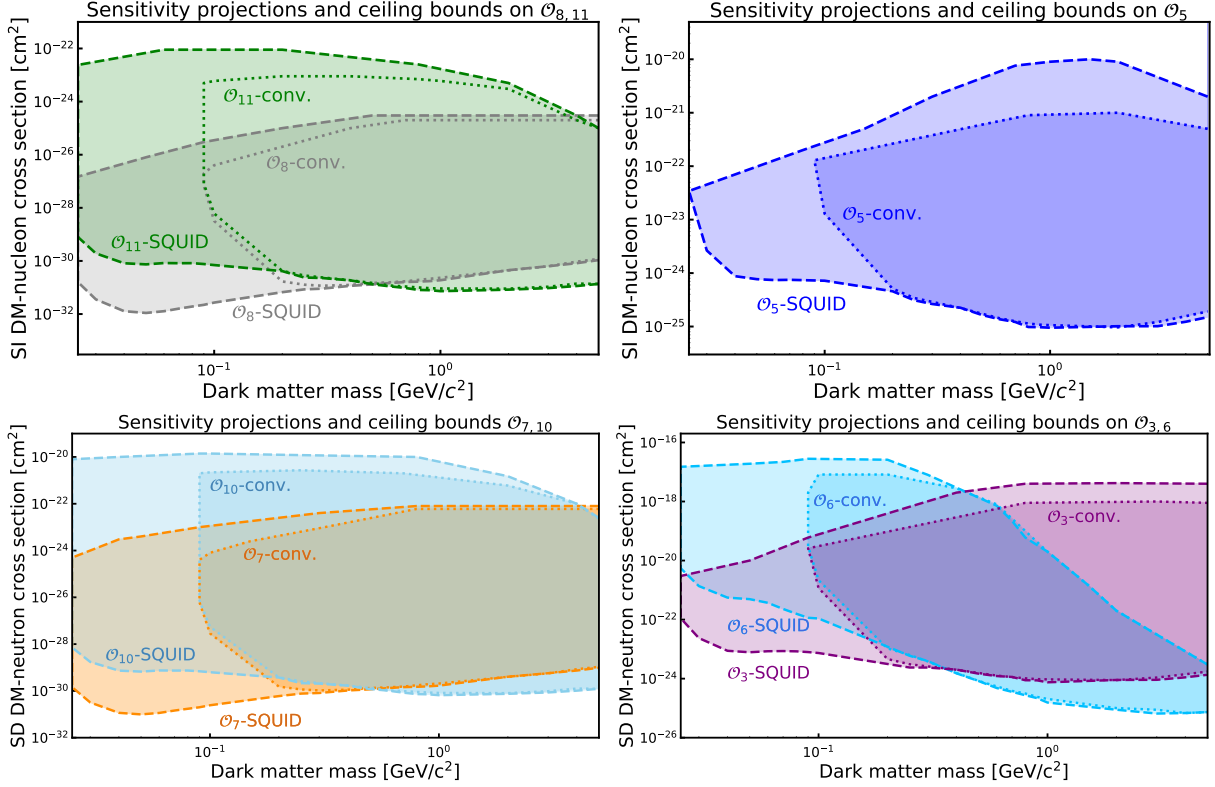 Sensitivity projections and ceiling bounds on 𝒪₈,₁₁
SI DM-nucleon cross section [cm²]
10⁻²²
10⁻²⁴
10⁻²⁶
10⁻²⁸
10⁻³⁰
10⁻³²
𝒪₁₁-conv.
𝒪₈-conv.
𝒪₁₁-SQUID
𝒪₈-SQUID
10⁻¹
10⁰
Dark matter mass [GeV/c²]
Sensitivity projections and ceiling bounds on 𝒪₅
SI DM-nucleon cross section [cm²]
10⁻²⁰
10⁻²¹
10⁻²²
10⁻²³
10⁻²⁴
10⁻²⁵
𝒪₅-conv.
𝒪₅-SQUID
10⁻¹
10⁰
Dark matter mass [GeV/c²]
Sensitivity projections and ceiling bounds 𝒪₇,₁₀
SD DM-neutron cross section [cm²]
10⁻²⁰
10⁻²²
10⁻²⁴
10⁻²⁶
10⁻²⁸
10⁻³⁰
10⁻³²
𝒪₁₀-conv.
𝒪₇-conv.
𝒪₁₀-SQUID
𝒪₇-SQUID
10⁻¹
10⁰
Dark matter mass [GeV/c²]
Sensitivity projections and ceiling bounds on 𝒪₃,₆
SD DM-neutron cross section [cm²]
10⁻¹⁶
10⁻¹⁸
10⁻²⁰
10⁻²²
10⁻²⁴
10⁻²⁶
𝒪₆-conv.
𝒪₃-conv.
𝒪₆-SQUID
𝒪₃-SQUID
10⁻¹
10⁰
Dark matter mass [GeV/c²]